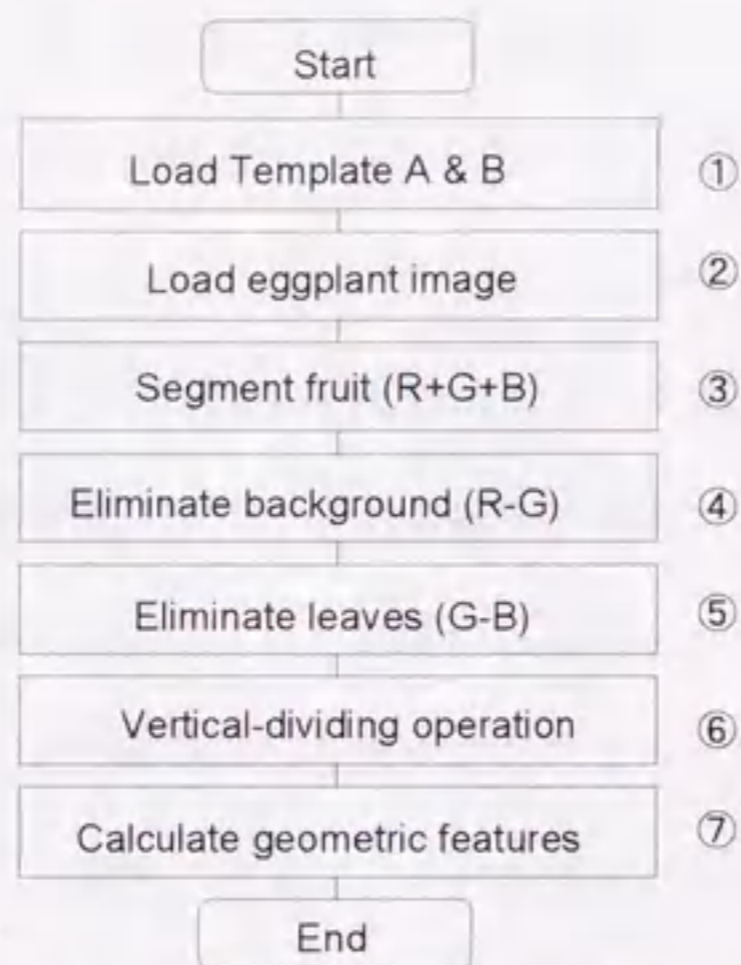 Start
Load Template A & B ①
Load eggplant image ②
Segment fruit (R+G+B) ③
Eliminate background (R-G) ④
Eliminate leaves (G-B) ⑤
Vertical-dividing operation ⑥
Calculate geometric features ⑦
End